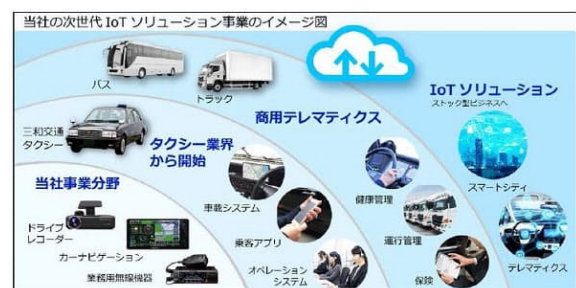 当社の次世代 IoT ソリューション事業のイメージ図
バス
トラック
三和交通
タクシー
タクシー業界
から開始
商用テレマティクス
IoT ソリューション
ストック型ビジネスへ
スマートシティ
当社事業分野
車載システム
健康管理
ドライブ
レコーダー
カーナビゲーション
業務用無線機器
乗客アプリ
運行管理
オペレーション
システム
保険
テレマティクス